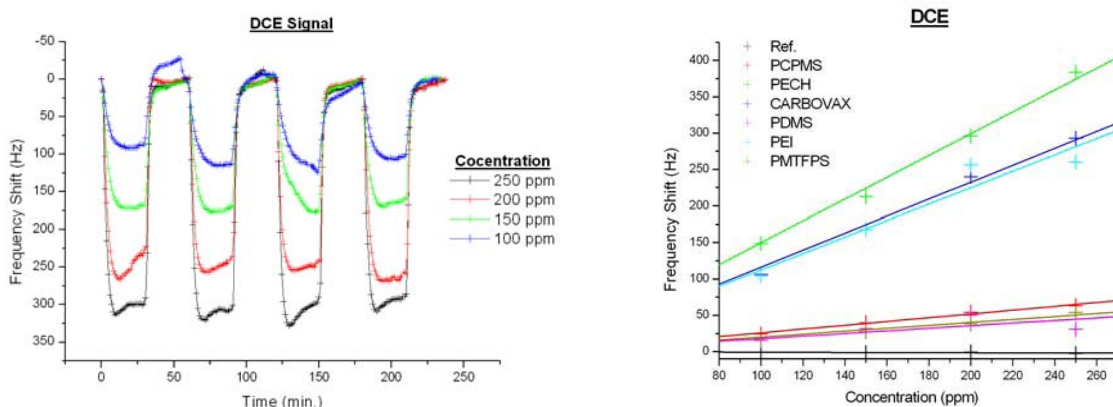 DCE Signal
-50
0
50
100
150
200
250
300
350
Frequency Shift (Hz)
0 50 100 150 200 250
Time (min.)
Cocentration
250 ppm
200 ppm
150 ppm
100 ppm
DCE
Ref.
PCPMS
PECH
CARBOVAX
PDMS
PEI
PMTFPS
400
350
300
250
200
150
100
50
0
Frequency Shift (Hz)
80 100 120 140 160 180 200 220 240 260
Concentration (ppm)